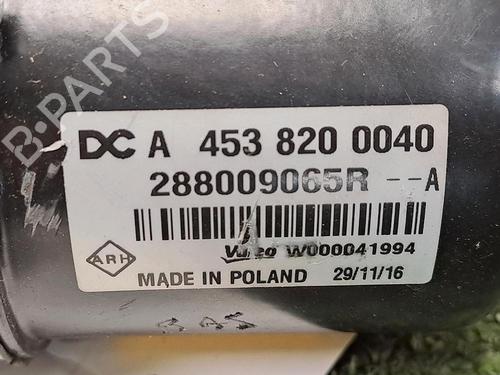 B-PARTS
DC A 453 820 0040
288009065R --A
Valeo W000041994
ARH
MADE IN POLAND 29/11/16